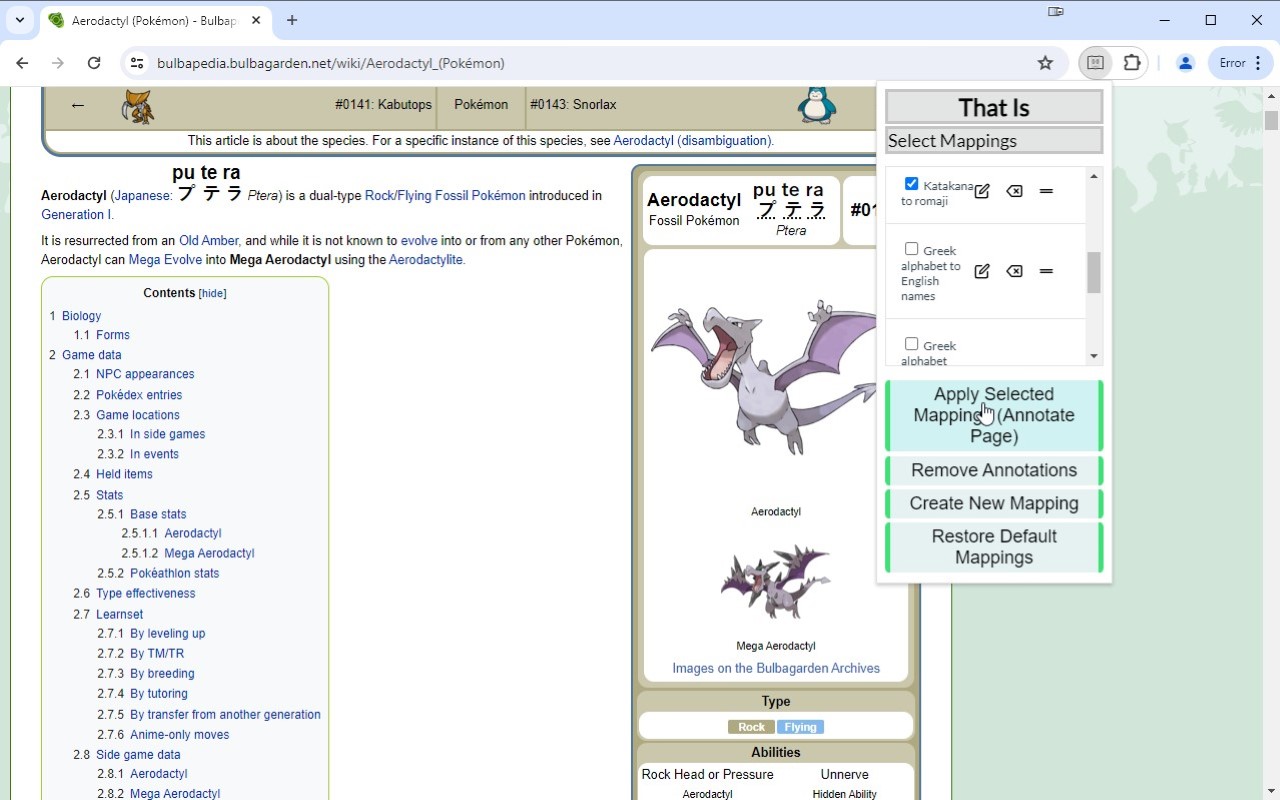 Aerodactyl (Pokémon) - Bulbap
bulbapedia.bulbagarden.net/wiki/Aerodactyl_(Pokémon)
Error
← #0141: Kabutops Pokémon #0143: Snorlax
This article is about the species. For a specific instance of this species, see Aerodactyl (disambiguation).
pu te ra
Aerodactyl (Japanese: プテラ Ptera) is a dual-type Rock/Flying Fossil Pokémon introduced in
Generation I.
It is resurrected from an Old Amber, and while it is not known to evolve into or from any other Pokémon,
Aerodactyl can Mega Evolve into Mega Aerodactyl using the Aerodactylite.
Contents [hide]
1 Biology
1.1 Forms
2 Game data
2.1 NPC appearances
2.2 Pokédex entries
2.3 Game locations
2.3.1 In side games
2.3.2 In events
2.4 Held items
2.5 Stats
2.5.1 Base stats
2.5.1.1 Aerodactyl
2.5.1.2 Mega Aerodactyl
2.5.2 Pokéathlon stats
2.6 Type effectiveness
2.7 Learnset
2.7.1 By leveling up
2.7.2 By TM/TR
2.7.3 By breeding
2.7.4 By tutoring
2.7.5 By transfer from another generation
2.7.6 Anime-only moves
2.8 Side game data
2.8.1 Aerodactyl
2.8.2 Mega Aerodactyl
Aerodactyl
Fossil Pokémon
pu te ra
プテラ
Ptera
#01
Aerodactyl
Mega Aerodactyl
Images on the Bulbagarden Archives
Type
Rock Flying
Abilities
Rock Head or Pressure Unnerve
Aerodactyl Hidden Ability
That Is
Select Mappings
Katakana
to romaji
Greek
alphabet to
English
names
Greek
alphabet
Apply Selected
Mappings (Annotate
Page)
Remove Annotations
Create New Mapping
Restore Default
Mappings